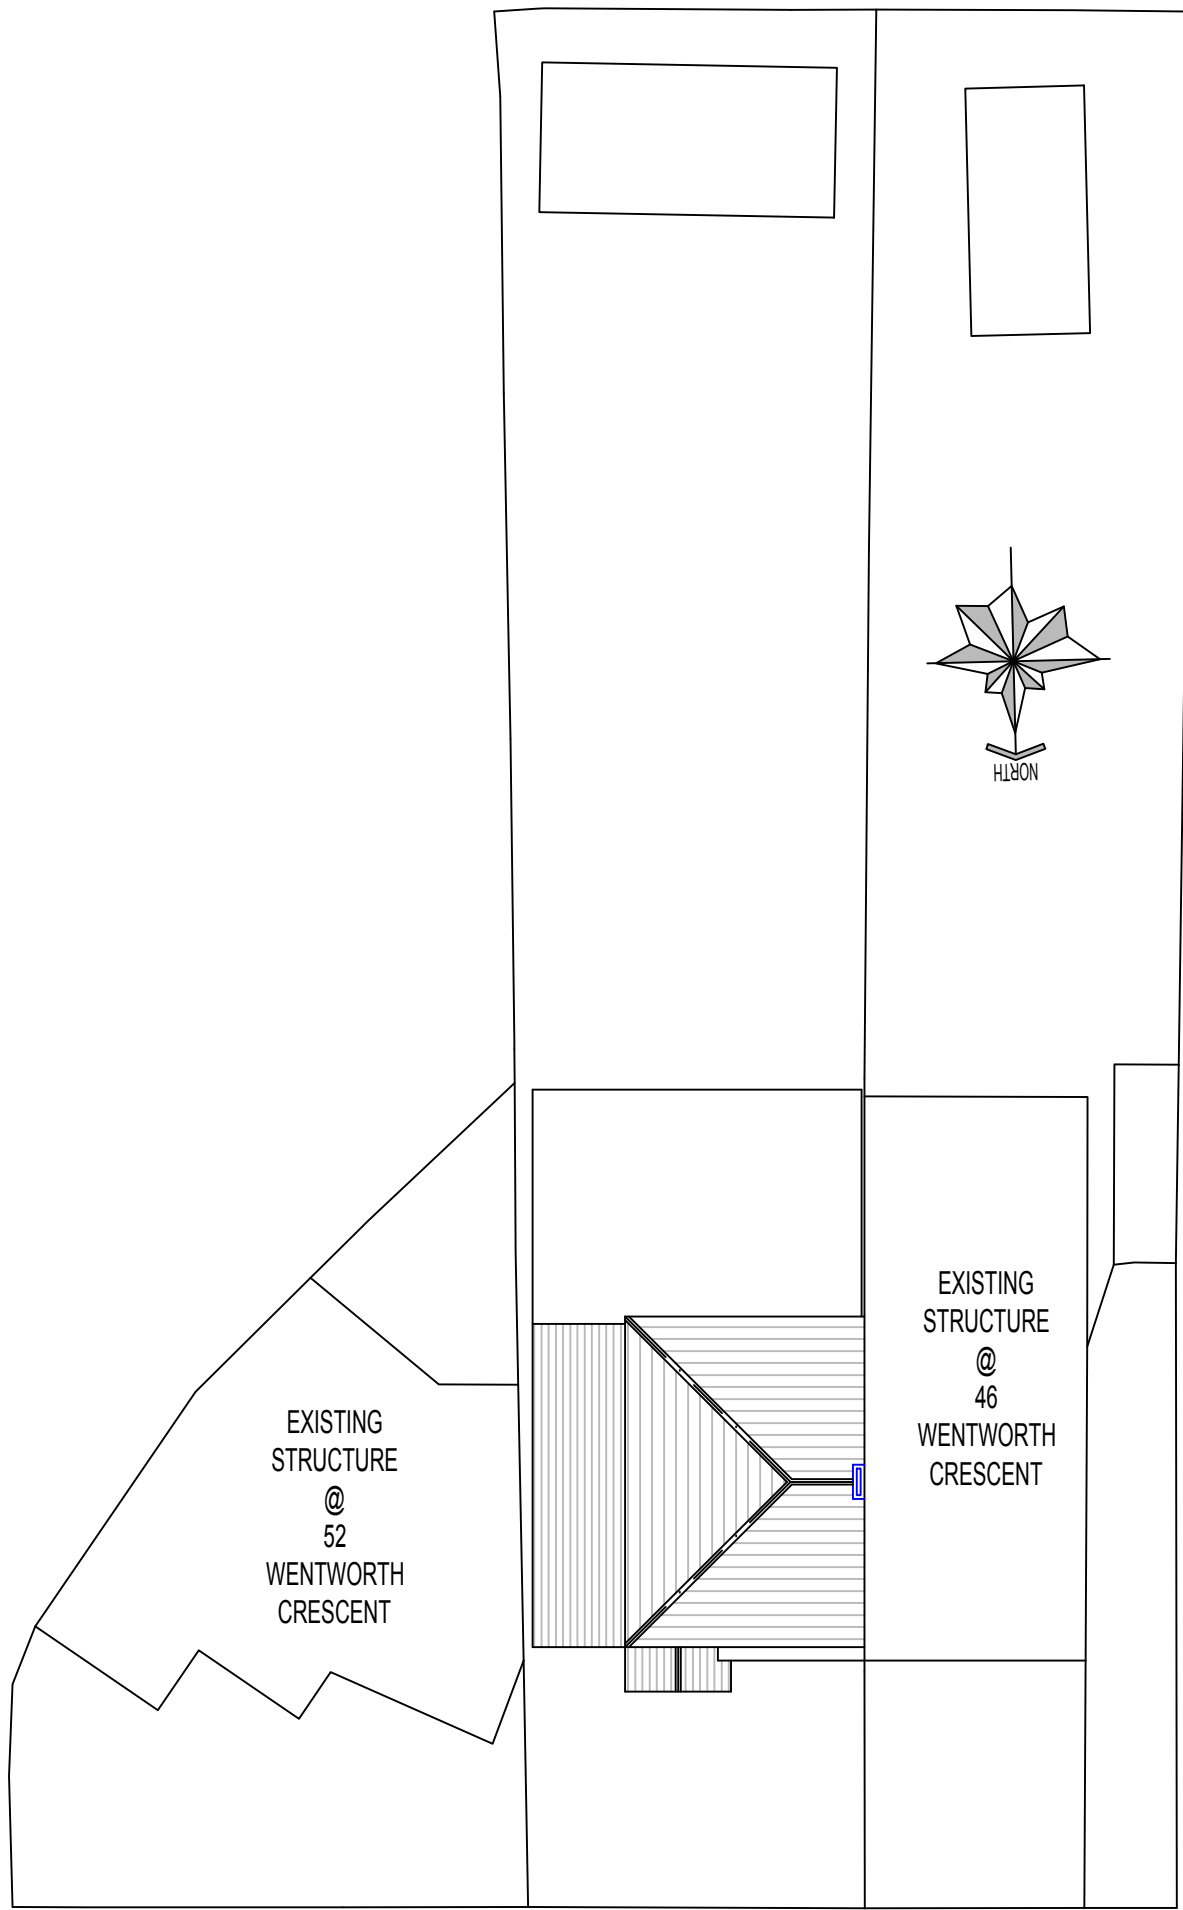 NORTH
EXISTING
STRUCTURE
@
46
WENTWORTH
CRESCENT
EXISTING
STRUCTURE
@
52
WENTWORTH
CRESCENT